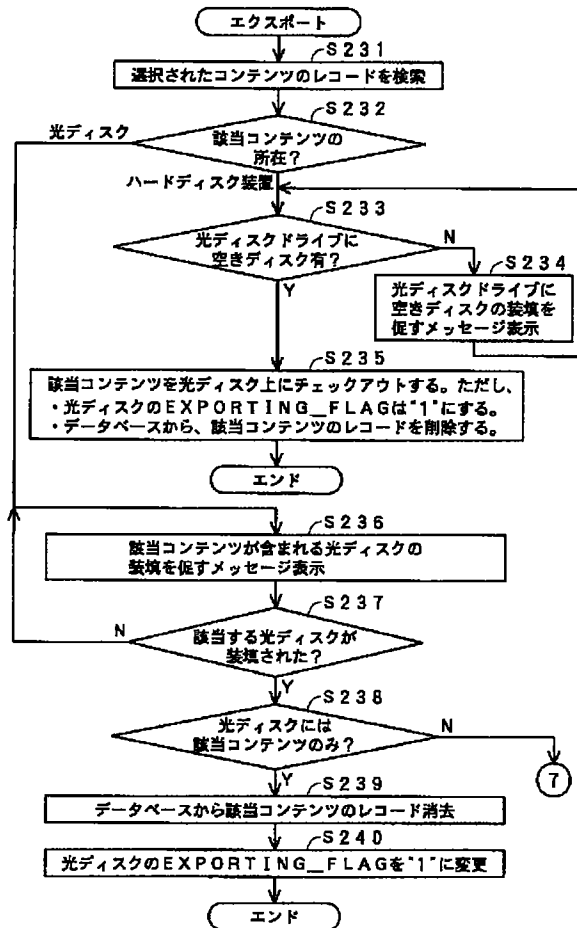 エクスポート
S231
選択されたコンテンツのレコードを検索
S232
光ディスク
該当コンテンツの
所在?
ハードディスク装置
S233
光ディスクドライブに
空きディスク有?
N
Y
S234
光ディスクドライブに
空きディスクの装填を
促すメッセージ表示
S235
該当コンテンツを光ディスク上にチェックアウトする。ただし、
・光ディスクのEXPORTING_FLAGは"1"にする。
・データベースから、該当コンテンツのレコードを削除する。
エンド
S236
該当コンテンツが含まれる光ディスクの
装填を促すメッセージ表示
S237
N
該当する光ディスクが
装填された?
Y
S238
光ディスクには
該当コンテンツのみ?
N
7
Y
S239
データベースから該当コンテンツのレコード消去
S240
光ディスクのEXPORTING_FLAGを"1"に変更
エンド